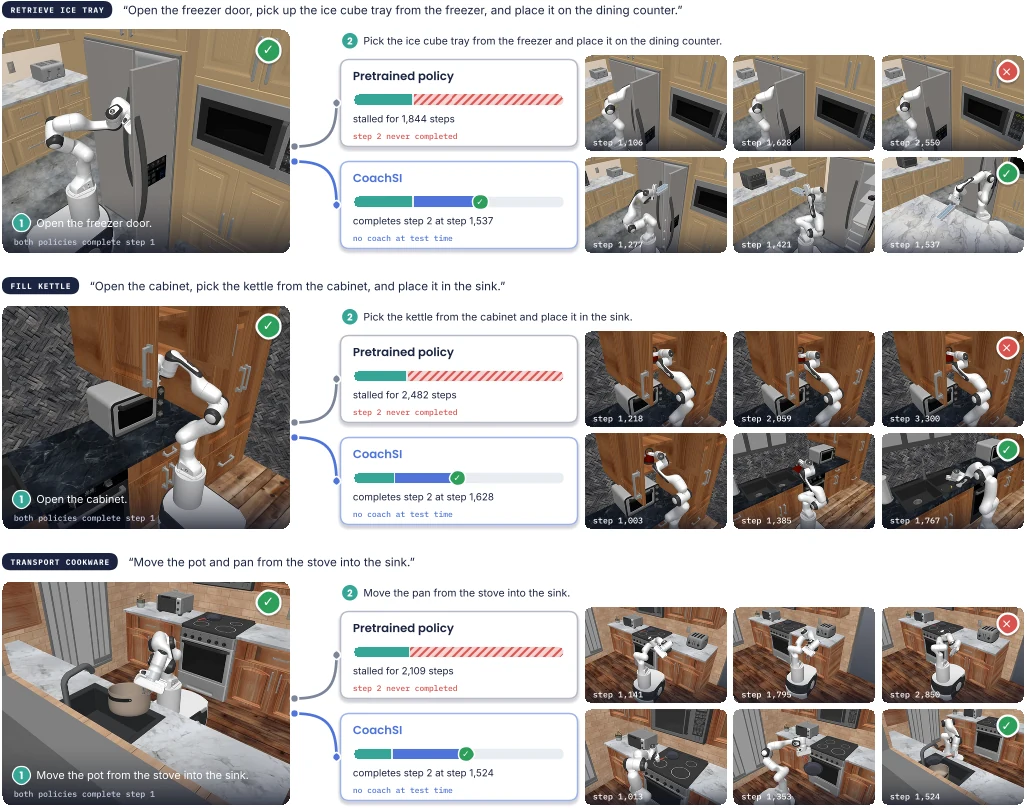 RETRIEVE ICE TRAY “Open the freezer door, pick up the ice cube tray from the freezer, and place it on the dining counter.”
1 Open the freezer door.
both policies complete step 1
2 Pick the ice cube tray from the freezer and place it on the dining counter.
Pretrained policy
stalled for 1,844 steps
step 2 never completed
step 1,106
step 1,628
step 2,550
CoachSI
completes step 2 at step 1,537
no coach at test time
step 1,277
step 1,421
step 1,537
FILL KETTLE “Open the cabinet, pick the kettle from the cabinet, and place it in the sink.”
1 Open the cabinet.
both policies complete step 1
2 Pick the kettle from the cabinet and place it in the sink.
Pretrained policy
stalled for 2,482 steps
step 2 never completed
step 1,218
step 2,059
step 3,300
CoachSI
completes step 2 at step 1,628
no coach at test time
step 1,003
step 1,385
step 1,767
TRANSPORT COOKWARE “Move the pot and pan from the stove into the sink.”
1 Move the pot from the stove into the sink.
both policies complete step 1
2 Move the pan from the stove into the sink.
Pretrained policy
stalled for 2,109 steps
step 2 never completed
step 1,141
step 1,795
step 2,850
CoachSI
completes step 2 at step 1,524
no coach at test time
step 1,013
step 1,353
step 1,524